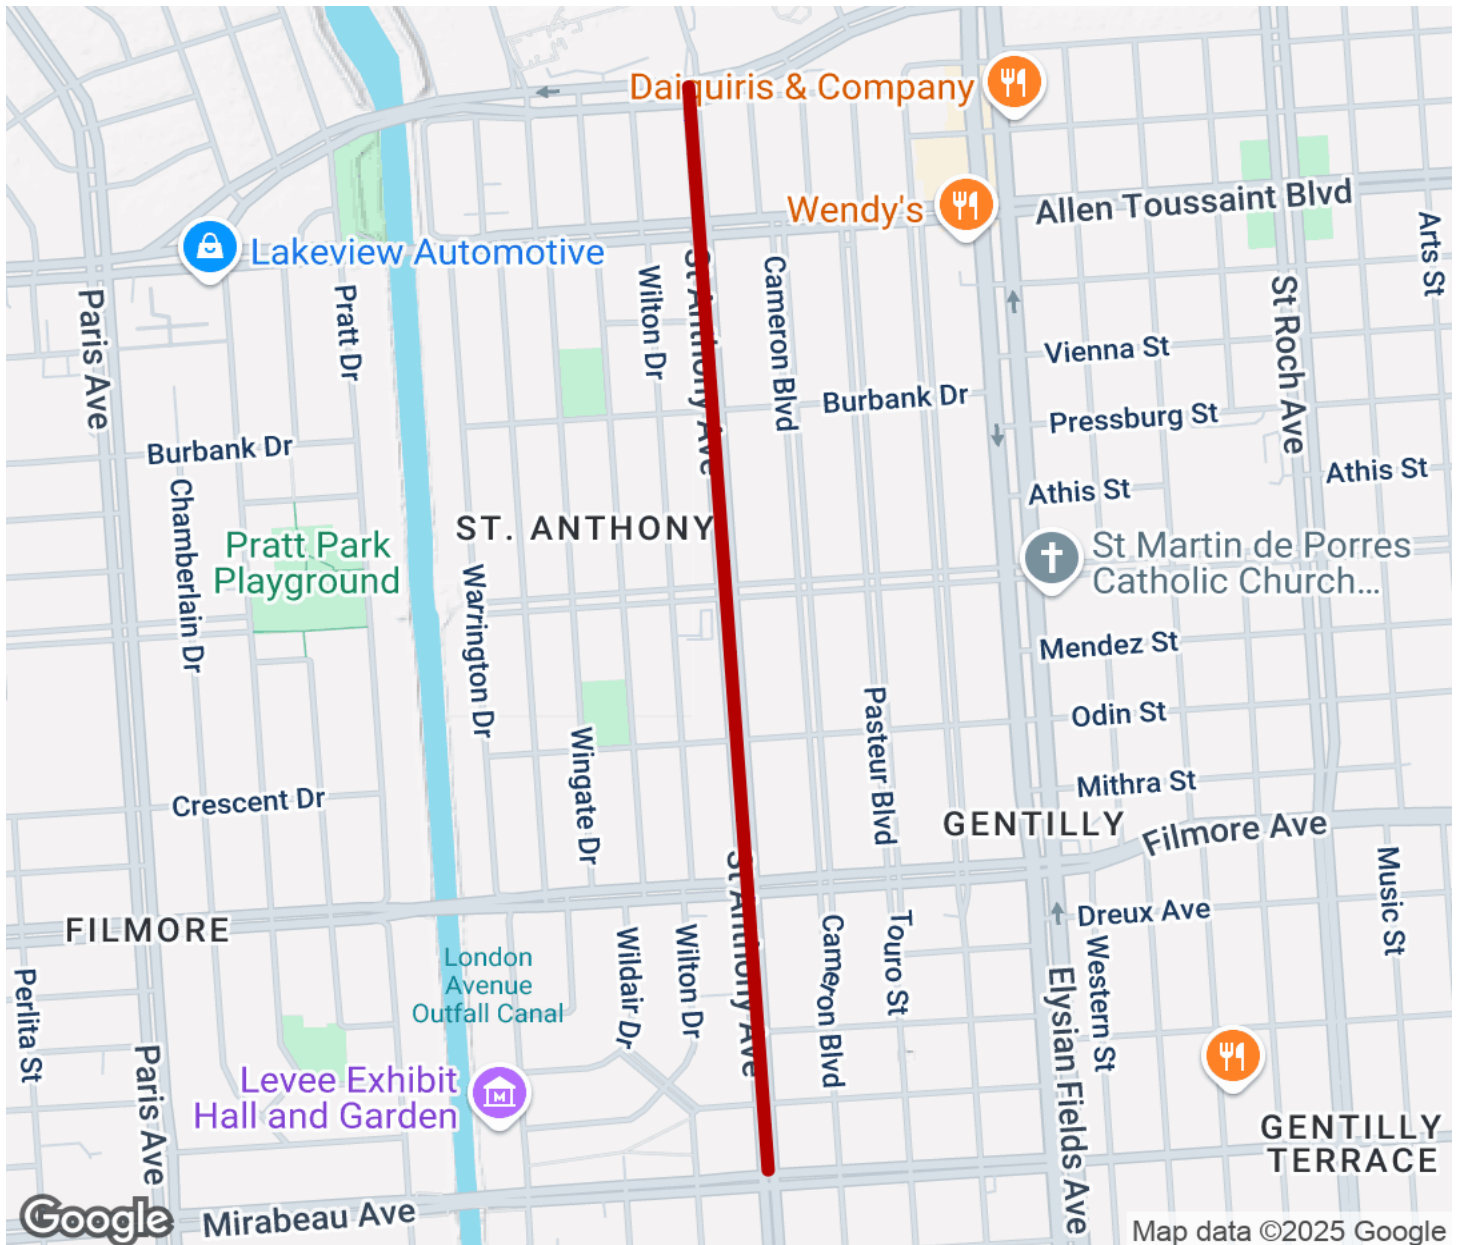 Daiquiris & Company
Wendy's
Allen Toussaint Blvd
Lakeview Automotive
Arts St
Paris Ave
Pratt Dr
Wilton Dr
St Anthony Ave
Cameron Blvd
St Roch Ave
Vienna St
Burbank Dr
Pressburg St
Burbank Dr
Athis St
Athis St
Chamberlain Dr
ST. ANTHONY
Pratt Park
Playground
St Martin de Porres
Catholic Church...
Warrington Dr
Mendez St
Odin St
Pasteur Blvd
Wingate Dr
Mithra St
Crescent Dr
GENTILLY
Filmore Ave
Music St
St Anthony Ave
FILMORE
Dreux Ave
Perlita St
London
Avenue
Outfall Canal
Wildair Dr
Wilton Dr
Cameron Blvd
Touro St
Western St
Elysian Fields Ave
Paris Ave
Levee Exhibit
Hall and Garden
GENTILLY
TERRACE
Mirabeau Ave
Google
Map data ©2025 Google